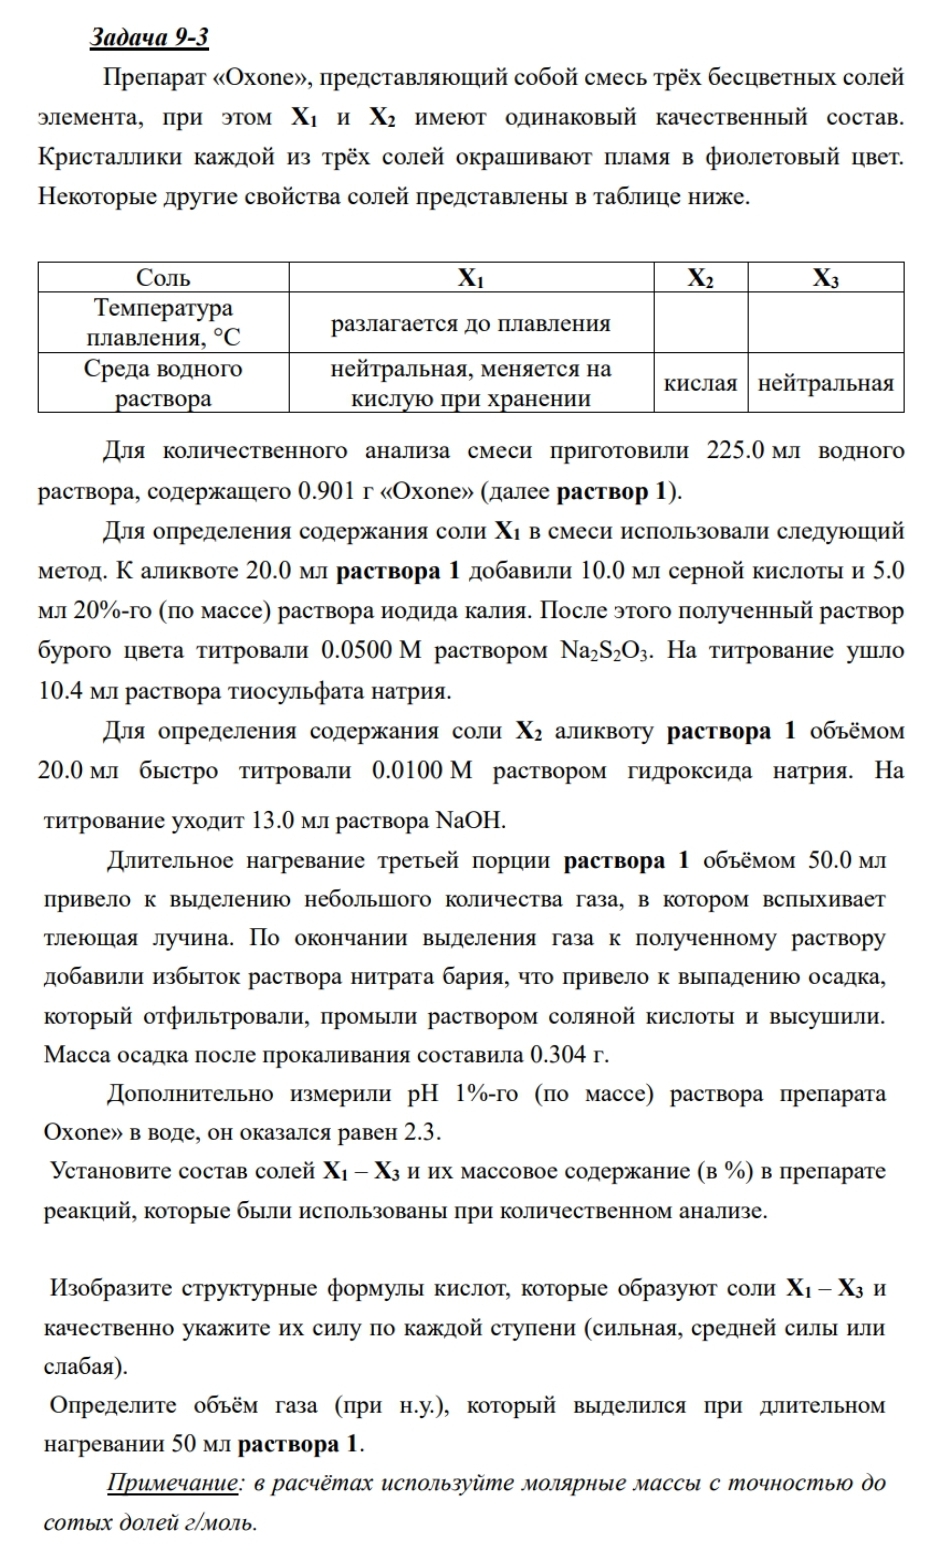 Задача 9-3
Препарат «Oxone», представляющий собой смесь трёх бесцветных солей
элемента, при этом X₁ и X₂ имеют одинаковый качественный состав.
Кристаллики каждой из трёх солей окрашивают пламя в фиолетовый цвет.
Некоторые другие свойства солей представлены в таблице ниже.
Соль X₁ X₂ X₃
Температура плавления, °C разлагается до плавления
Среда водного раствора нейтральная, меняется на кислую при хранении кислая нейтральная
Для количественного анализа смеси приготовили 225.0 мл водного
раствора, содержащего 0.901 г «Oxone» (далее раствор 1).
Для определения содержания соли X₁ в смеси использовали следующий
метод. К аликвоте 20.0 мл раствора 1 добавили 10.0 мл серной кислоты и 5.0
мл 20%-го (по массе) раствора иодида калия. После этого полученный раствор
бурого цвета титровали 0.0500 М раствором Na₂S₂O₃. На титрование ушло
10.4 мл раствора тиосульфата натрия.
Для определения содержания соли X₂ аликвоту раствора 1 объёмом
20.0 мл быстро титровали 0.0100 М раствором гидроксида натрия. На
титрование уходит 13.0 мл раствора NaOH.
Длительное нагревание третьей порции раствора 1 объёмом 50.0 мл
привело к выделению небольшого количества газа, в котором вспыхивает
тлеющая лучина. По окончании выделения газа к полученному раствору
добавили избыток раствора нитрата бария, что привело к выпадению осадка,
который отфильтровали, промыли раствором соляной кислоты и высушили.
Масса осадка после прокаливания составила 0.304 г.
Дополнительно измерили pH 1%-го (по массе) раствора препарата
Oxone» в воде, он оказался равен 2.3.
Установите состав солей X₁ – X₃ и их массовое содержание (в %) в препарате
реакций, которые были использованы при количественном анализе.
Изобразите структурные формулы кислот, которые образуют соли X₁ – X₃ и
качественно укажите их силу по каждой ступени (сильная, средней силы или
слабая).
Определите объём газа (при н.у.), который выделился при длительном
нагревании 50 мл раствора 1.
Примечание: в расчётах используйте молярные массы с точностью до
сотых долей г/моль.